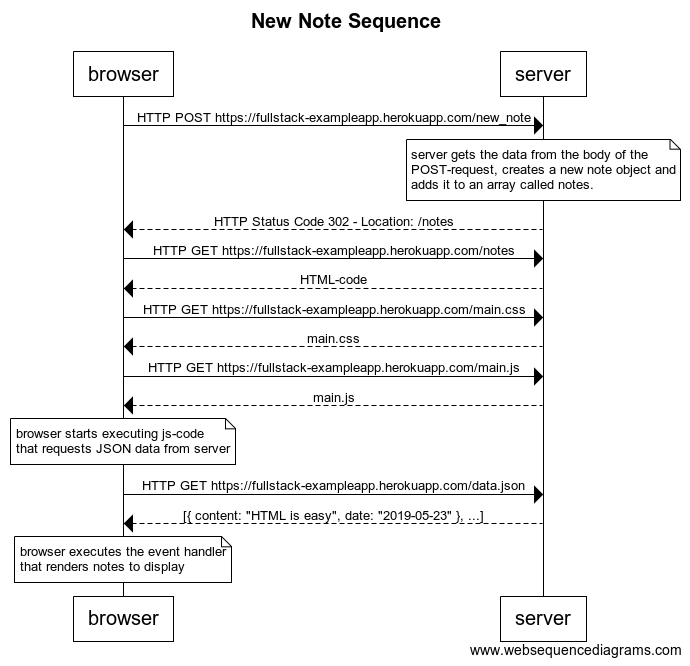 New Note Sequence
browser
server
HTTP POST https://fullstack-exampleapp.herokuapp.com/new_note
server gets the data from the body of the
POST-request, creates a new note object and
adds it to an array called notes.
HTTP Status Code 302 - Location: /notes
HTTP GET https://fullstack-exampleapp.herokuapp.com/notes
HTML-code
HTTP GET https://fullstack-exampleapp.herokuapp.com/main.css
main.css
HTTP GET https://fullstack-exampleapp.herokuapp.com/main.js
main.js
browser starts executing js-code
that requests JSON data from server
HTTP GET https://fullstack-exampleapp.herokuapp.com/data.json
[{ content: "HTML is easy", date: "2019-05-23" }, ...]
browser executes the event handler
that renders notes to display
browser
server
www.websequencediagrams.com